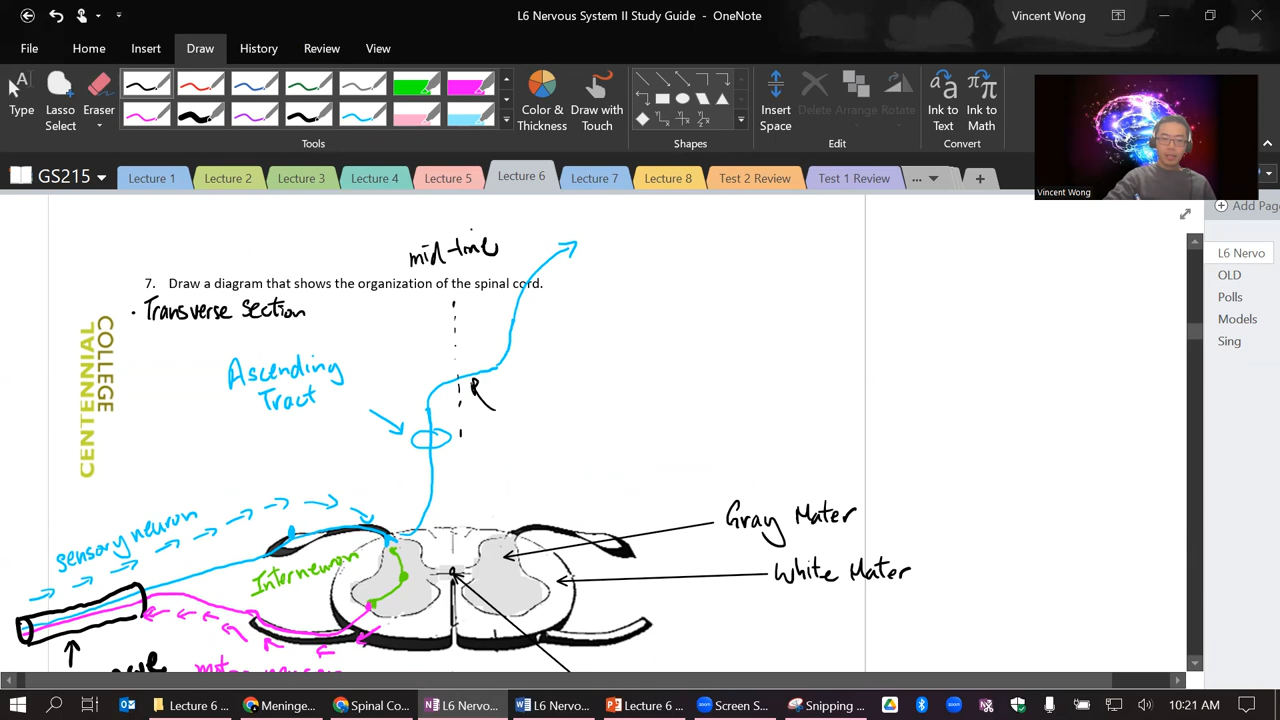 L6 Nervous System II Study Guide - OneNote
Vincent Wong
File Home Insert Draw History Review View
Type
Lasso Select
Eraser
Tools
Color & Thickness
Draw with Touch
Shapes
Insert Space
Delete Arrange Rotate
Edit
Ink to Text
Ink to Math
Convert
Vincent Wong
GS215
Lecture 1 Lecture 2 Lecture 3 Lecture 4 Lecture 5 Lecture 6 Lecture 7 Lecture 8 Test 2 Review Test 1 Review
Add Pag
L6 Nervo
OLD
Polls
Models
Sing
mid-line
7. Draw a diagram that shows the organization of the spinal cord.
• Transverse Section
CENTENNIAL
COLLEGE
Ascending
Tract
R
Gray Mater
White Mater
sensory neuron
Interneuron
motor neuron
10:21 AM
Lecture 6 ... Meninge... Spinal Co... L6 Nervo... Lecture 6 ... Lecture 6 ... Screen S... Snipping ...